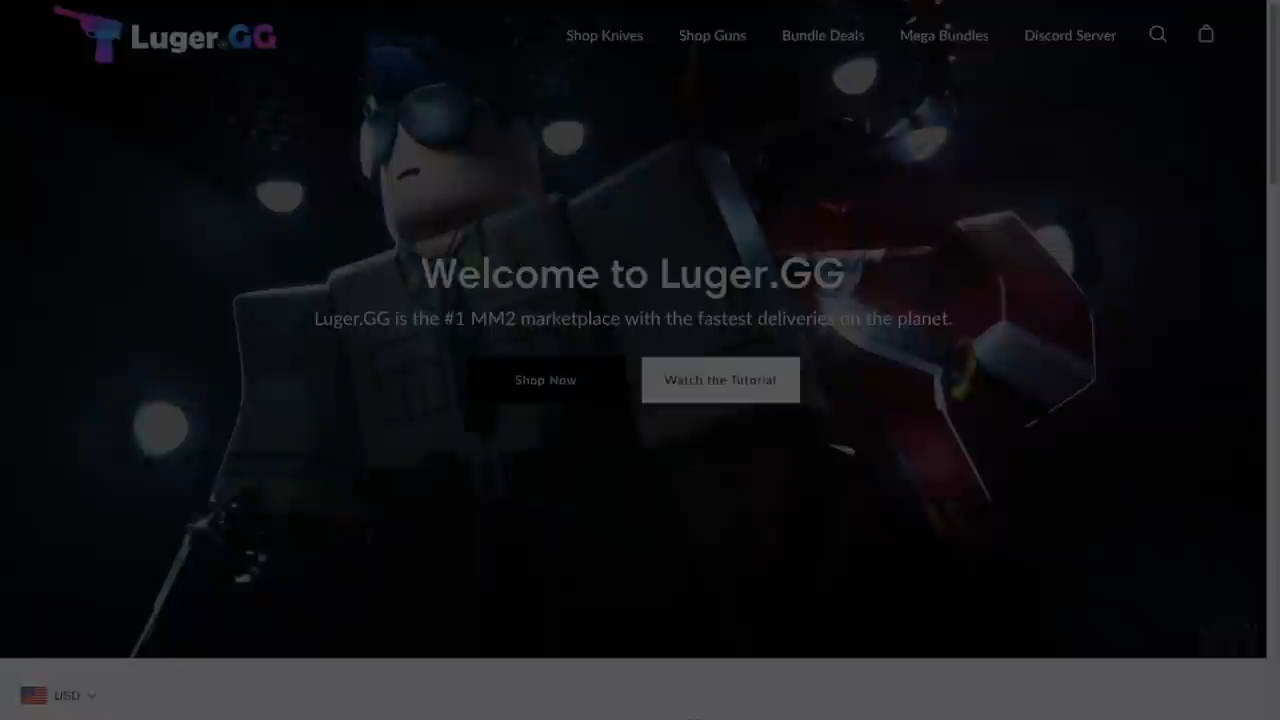 Luger.GG
Shop Knives
Shop Guns
Bundle Deals
Mega Bundles
Discord Server
Welcome to Luger.GG
Luger.GG is the #1 MM2 marketplace with the fastest deliveries on the planet.
Shop Now
Watch the Tutorial
USD